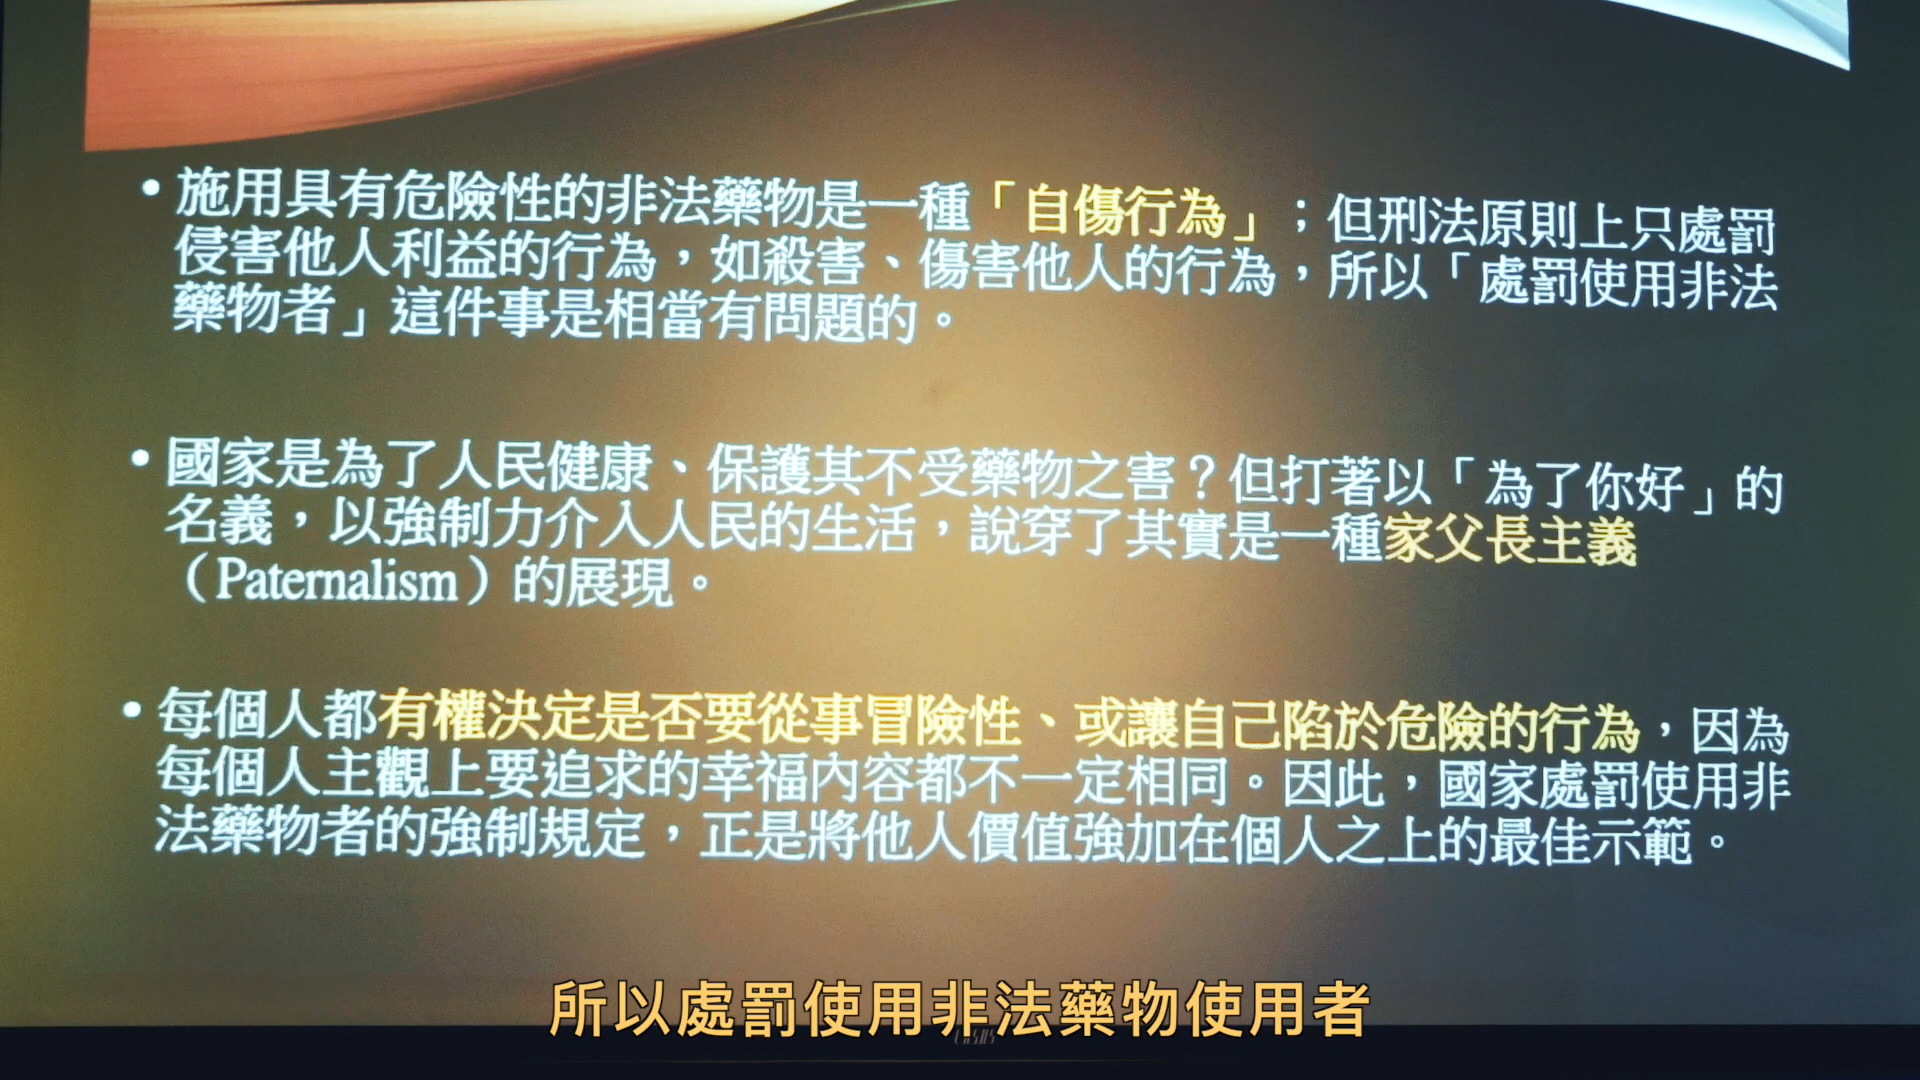 •施用具有危險性的非法藥物是一種「自傷行為」；但刑法原則上只處罰
侵害他人利益的行為，如殺害、傷害他人的行為，所以「處罰使用非法
藥物者」這件事是相當有問題的。
•國家是為了人民健康、保護其不受藥物之害？但打著以「為了你好」的
名義，以強制力介入人民的生活，說穿了其實是一種家父長主義
（Paternalism）的展現。
•每個人都有權決定是否要從事冒險性、或讓自己陷於危險的行為，因為
每個人主觀上要追求的幸福內容都不一定相同。因此，國家處罰使用非
法藥物者的強制規定，正是將他人價值強加在個人之上的最佳示範。
所以處罰使用非法藥物使用者